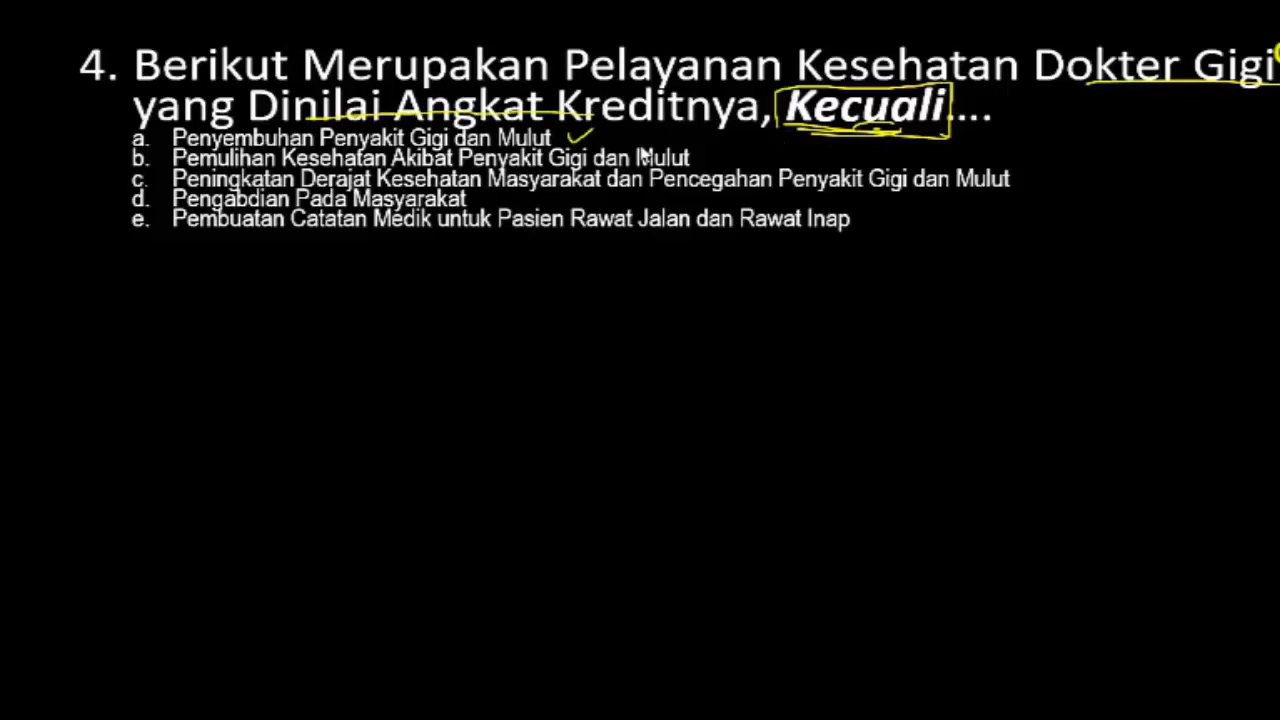 4. Berikut Merupakan Pelayanan Kesehatan Dokter Gigi
yang Dinilai Angkat Kreditnya, Kecuali....
a. Penyembuhan Penyakit Gigi dan Mulut
b. Pemulihan Kesehatan Akibat Penyakit Gigi dan Mulut
c. Peningkatan Derajat Kesehatan Masyarakat dan Pencegahan Penyakit Gigi dan Mulut
d. Pengabdian Pada Masyarakat
e. Pembuatan Catatan Medik untuk Pasien Rawat Jalan dan Rawat Inap